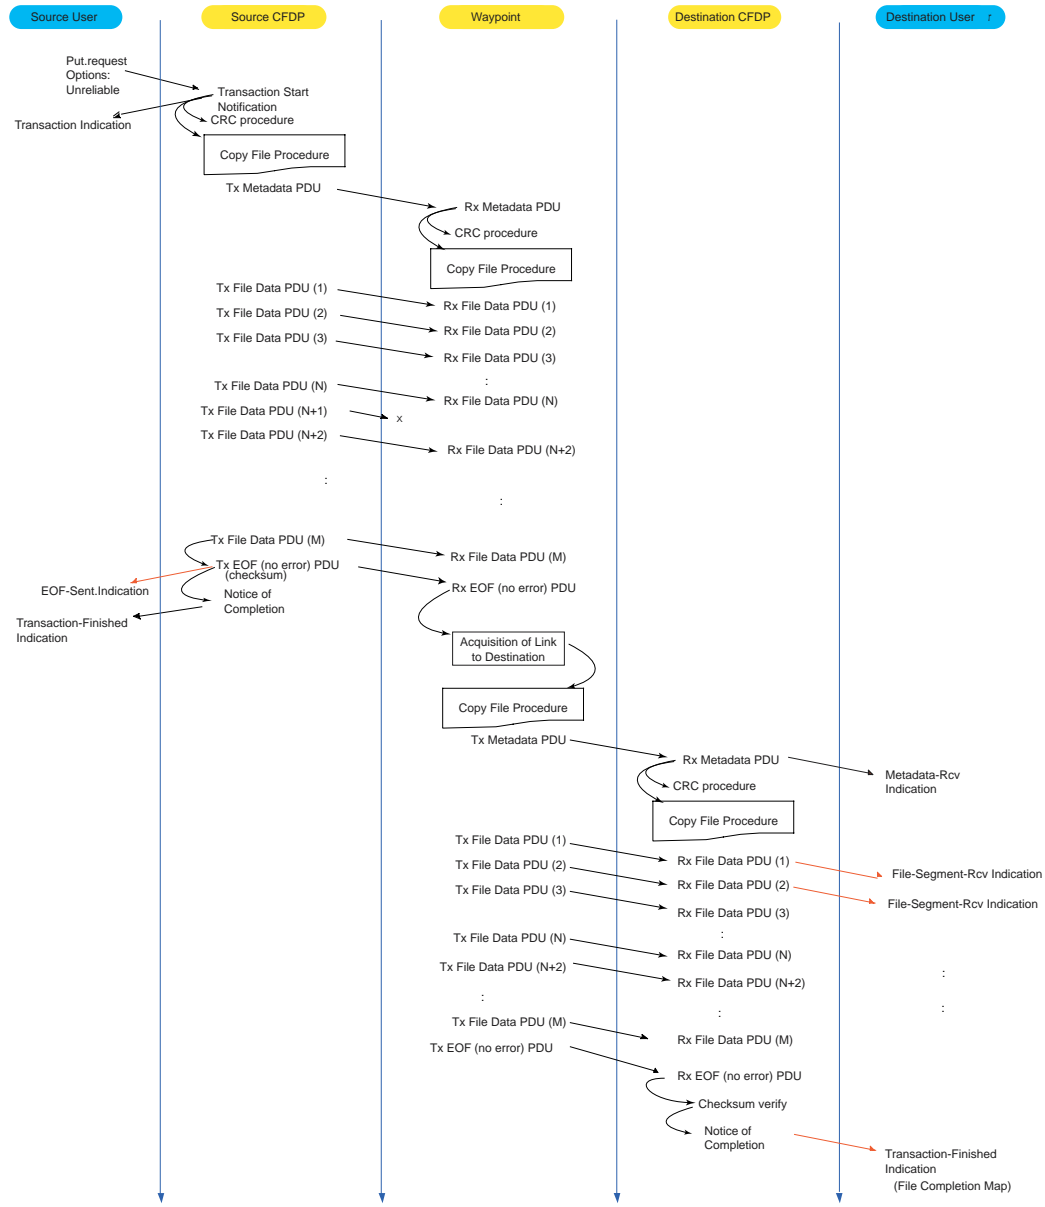 Source User
Source CFDP
Waypoint
Destination CFDP
Destination User
Put.request
Options:
Unreliable
Transaction Start
Notification
CRC procedure
Transaction Indication
Copy File Procedure
Tx Metadata PDU
Rx Metadata PDU
CRC procedure
Copy File Procedure
Tx File Data PDU (1)
Rx File Data PDU (1)
Tx File Data PDU (2)
Rx File Data PDU (2)
Tx File Data PDU (3)
Rx File Data PDU (3)
:
Tx File Data PDU (N)
Rx File Data PDU (N)
Tx File Data PDU (N+1)
x
Tx File Data PDU (N+2)
Rx File Data PDU (N+2)
:
:
Tx File Data PDU (M)
Rx File Data PDU (M)
Tx EOF (no error) PDU
(checksum)
Rx EOF (no error) PDU
EOF-Sent.Indication
Notice of
Completion
Transaction-Finished
Indication
Acquisition of Link
to Destination
Copy File Procedure
Tx Metadata PDU
Rx Metadata PDU
Metadata-Rcv
Indication
CRC procedure
Copy File Procedure
Tx File Data PDU (1)
Rx File Data PDU (1)
File-Segment-Rcv Indication
Tx File Data PDU (2)
Rx File Data PDU (2)
File-Segment-Rcv Indication
Tx File Data PDU (3)
Rx File Data PDU (3)
:
Tx File Data PDU (N)
Rx File Data PDU (N)
Tx File Data PDU (N+2)
Rx File Data PDU (N+2)
:
:
:
:
Tx File Data PDU (M)
Rx File Data PDU (M)
Tx EOF (no error) PDU
Rx EOF (no error) PDU
Checksum verify
Notice of
Completion
Transaction-Finished
Indication
(File Completion Map)